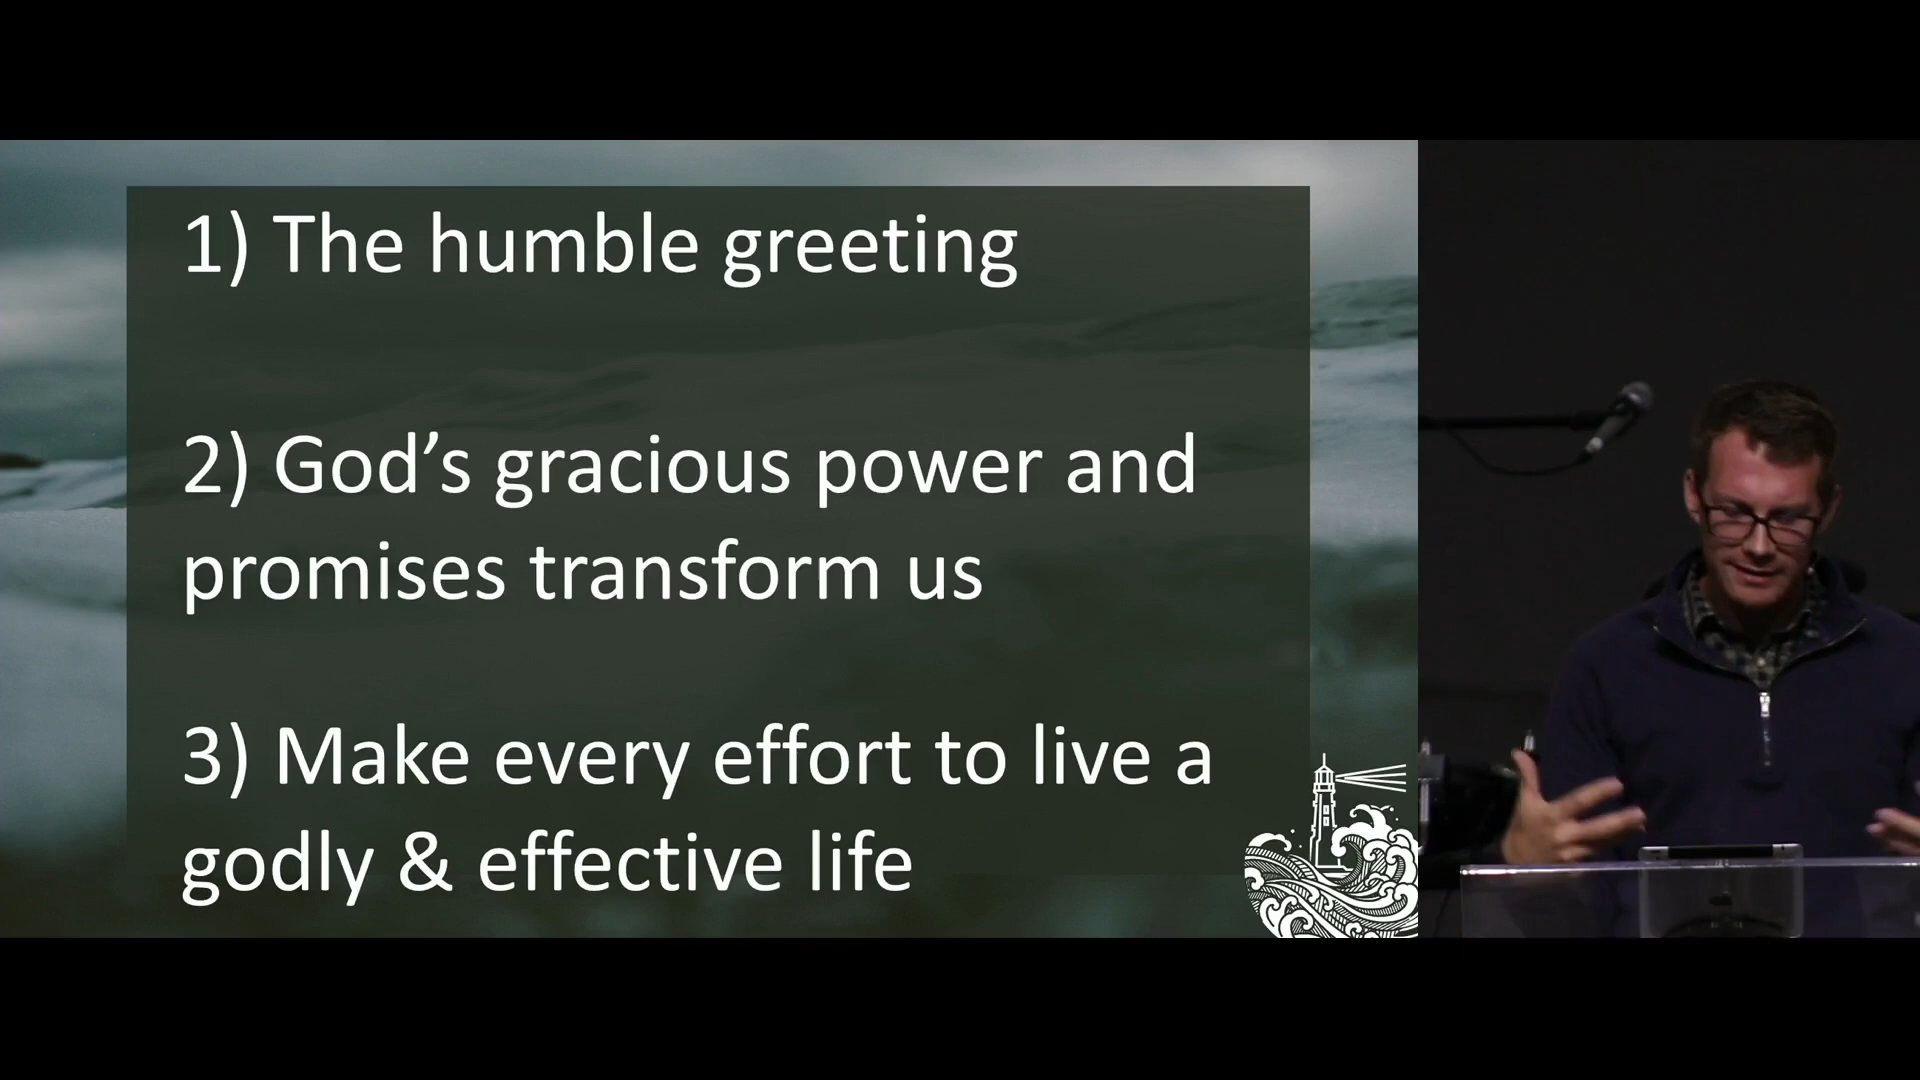 1) The humble greeting
2) God’s gracious power and
promises transform us
3) Make every effort to live a
godly & effective life